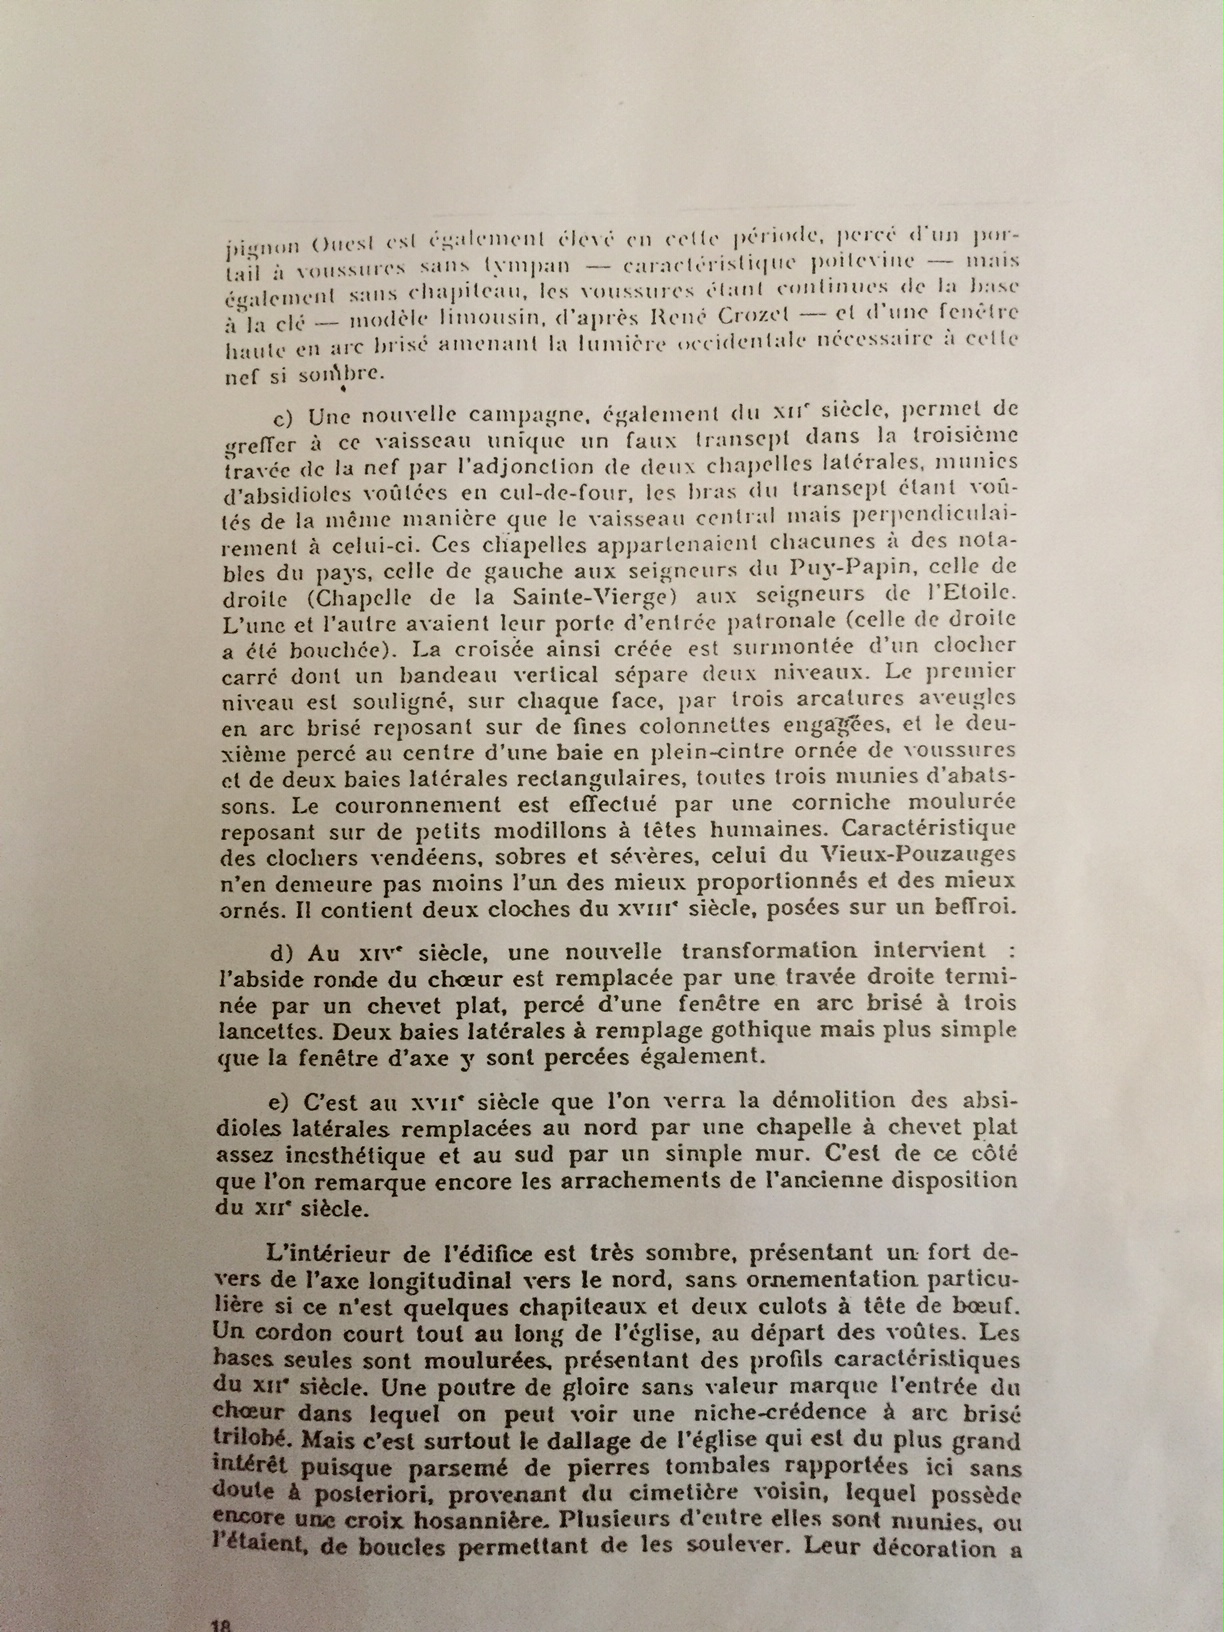 pignon Ouest est également élevé en cette période, percé d'un por-
tail à voussures sans tympan — caractéristique poitevine — mais
également sans chapiteau, les voussures étant continues de la base
à la clé — modèle limousin, d'après René Crozet — et d'une fenêtre
haute en arc brisé amenant la lumière occidentale nécessaire à cette
nef si sombre.
c) Une nouvelle campagne, également du XIIe siècle, permet de
greffer à ce vaisseau unique un faux transept dans la troisième
travée de la nef par l'adjonction de deux chapelles latérales, munies
d'absidioles voûtées en cul-de-four, les bras du transept étant voû-
tés de la même manière que le vaisseau central mais perpendiculai-
rement à celui-ci. Ces chapelles appartenaient chacunes à des nota-
bles du pays, celle de gauche aux seigneurs du Puy-Papin, celle de
droite (Chapelle de la Sainte-Vierge) aux seigneurs de l'Etoile.
L'une et l'autre avaient leur porte d'entrée patronale (celle de droite
a été bouchée). La croisée ainsi créée est surmontée d'un clocher
carré dont un bandeau vertical sépare deux niveaux. Le premier
niveau est souligné, sur chaque face, par trois arcatures aveugles
en arc brisé reposant sur de fines colonnettes engagées, et le deu-
xième percé au centre d'une baie en plein-cintre ornée de voussures
et de deux baies latérales rectangulaires, toutes trois munies d'abats-
sons. Le couronnement est effectué par une corniche moulurée
reposant sur de petits modillons à têtes humaines. Caractéristique
des clochers vendéens, sobres et sévères, celui du Vieux-Pouzauges
n'en demeure pas moins l'un des mieux proportionnés et des mieux
ornés. Il contient deux cloches du XVIIIe siècle, posées sur un beffroi.
d) Au XIVe siècle, une nouvelle transformation intervient :
l'abside ronde du chœur est remplacée par une travée droite termi-
née par un chevet plat, percé d'une fenêtre en arc brisé à trois
lancettes. Deux baies latérales à remplage gothique mais plus simple
que la fenêtre d'axe y sont percées également.
e) C'est au XVIIe siècle que l'on verra la démolition des absi-
dioles latérales remplacées au nord par une chapelle à chevet plat
assez inesthétique et au sud par un simple mur. C'est de ce côté
que l'on remarque encore les arrachements de l'ancienne disposition
du XIIe siècle.
L'intérieur de l'édifice est très sombre, présentant un fort de-
vers de l'axe longitudinal vers le nord, sans ornementation particu-
lière si ce n'est quelques chapiteaux et deux culots à tête de bœuf.
Un cordon court tout au long de l'église, au départ des voûtes. Les
bases seules sont moulurées, présentant des profils caractéristiques
du XIIe siècle. Une poutre de gloire sans valeur marque l'entrée du
chœur dans lequel on peut voir une niche-crédence à arc brisé
trilobé. Mais c'est surtout le dallage de l'église qui est du plus grand
intérêt puisque parsemé de pierres tombales rapportées ici sans
doute à posteriori, provenant du cimetière voisin, lequel possède
encore une croix hosannière. Plusieurs d'entre elles sont munies, ou
l'étaient, de boucles permettant de les soulever. Leur décoration a
18